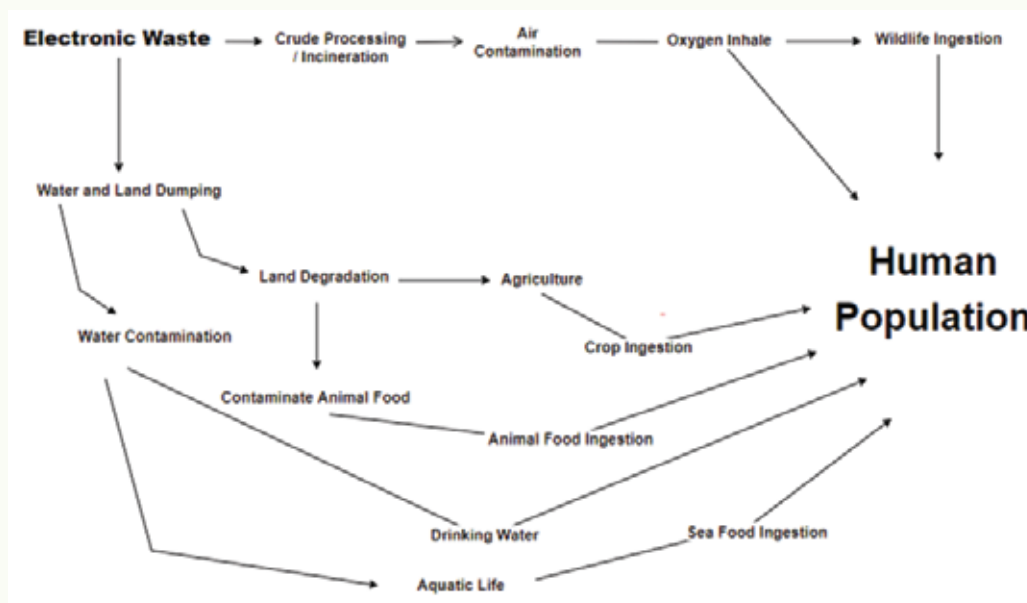 Electronic Waste
Crude Processing
/ Incineration
Air
Contamination
Oxygen Inhale
Wildlife Ingestion
Water and Land Dumping
Land Degradation
Agriculture
Human
Population
Water Contamination
Crop Ingestion
Contaminate Animal Food
Animal Food Ingestion
Drinking Water
Sea Food Ingestion
Aquatic Life